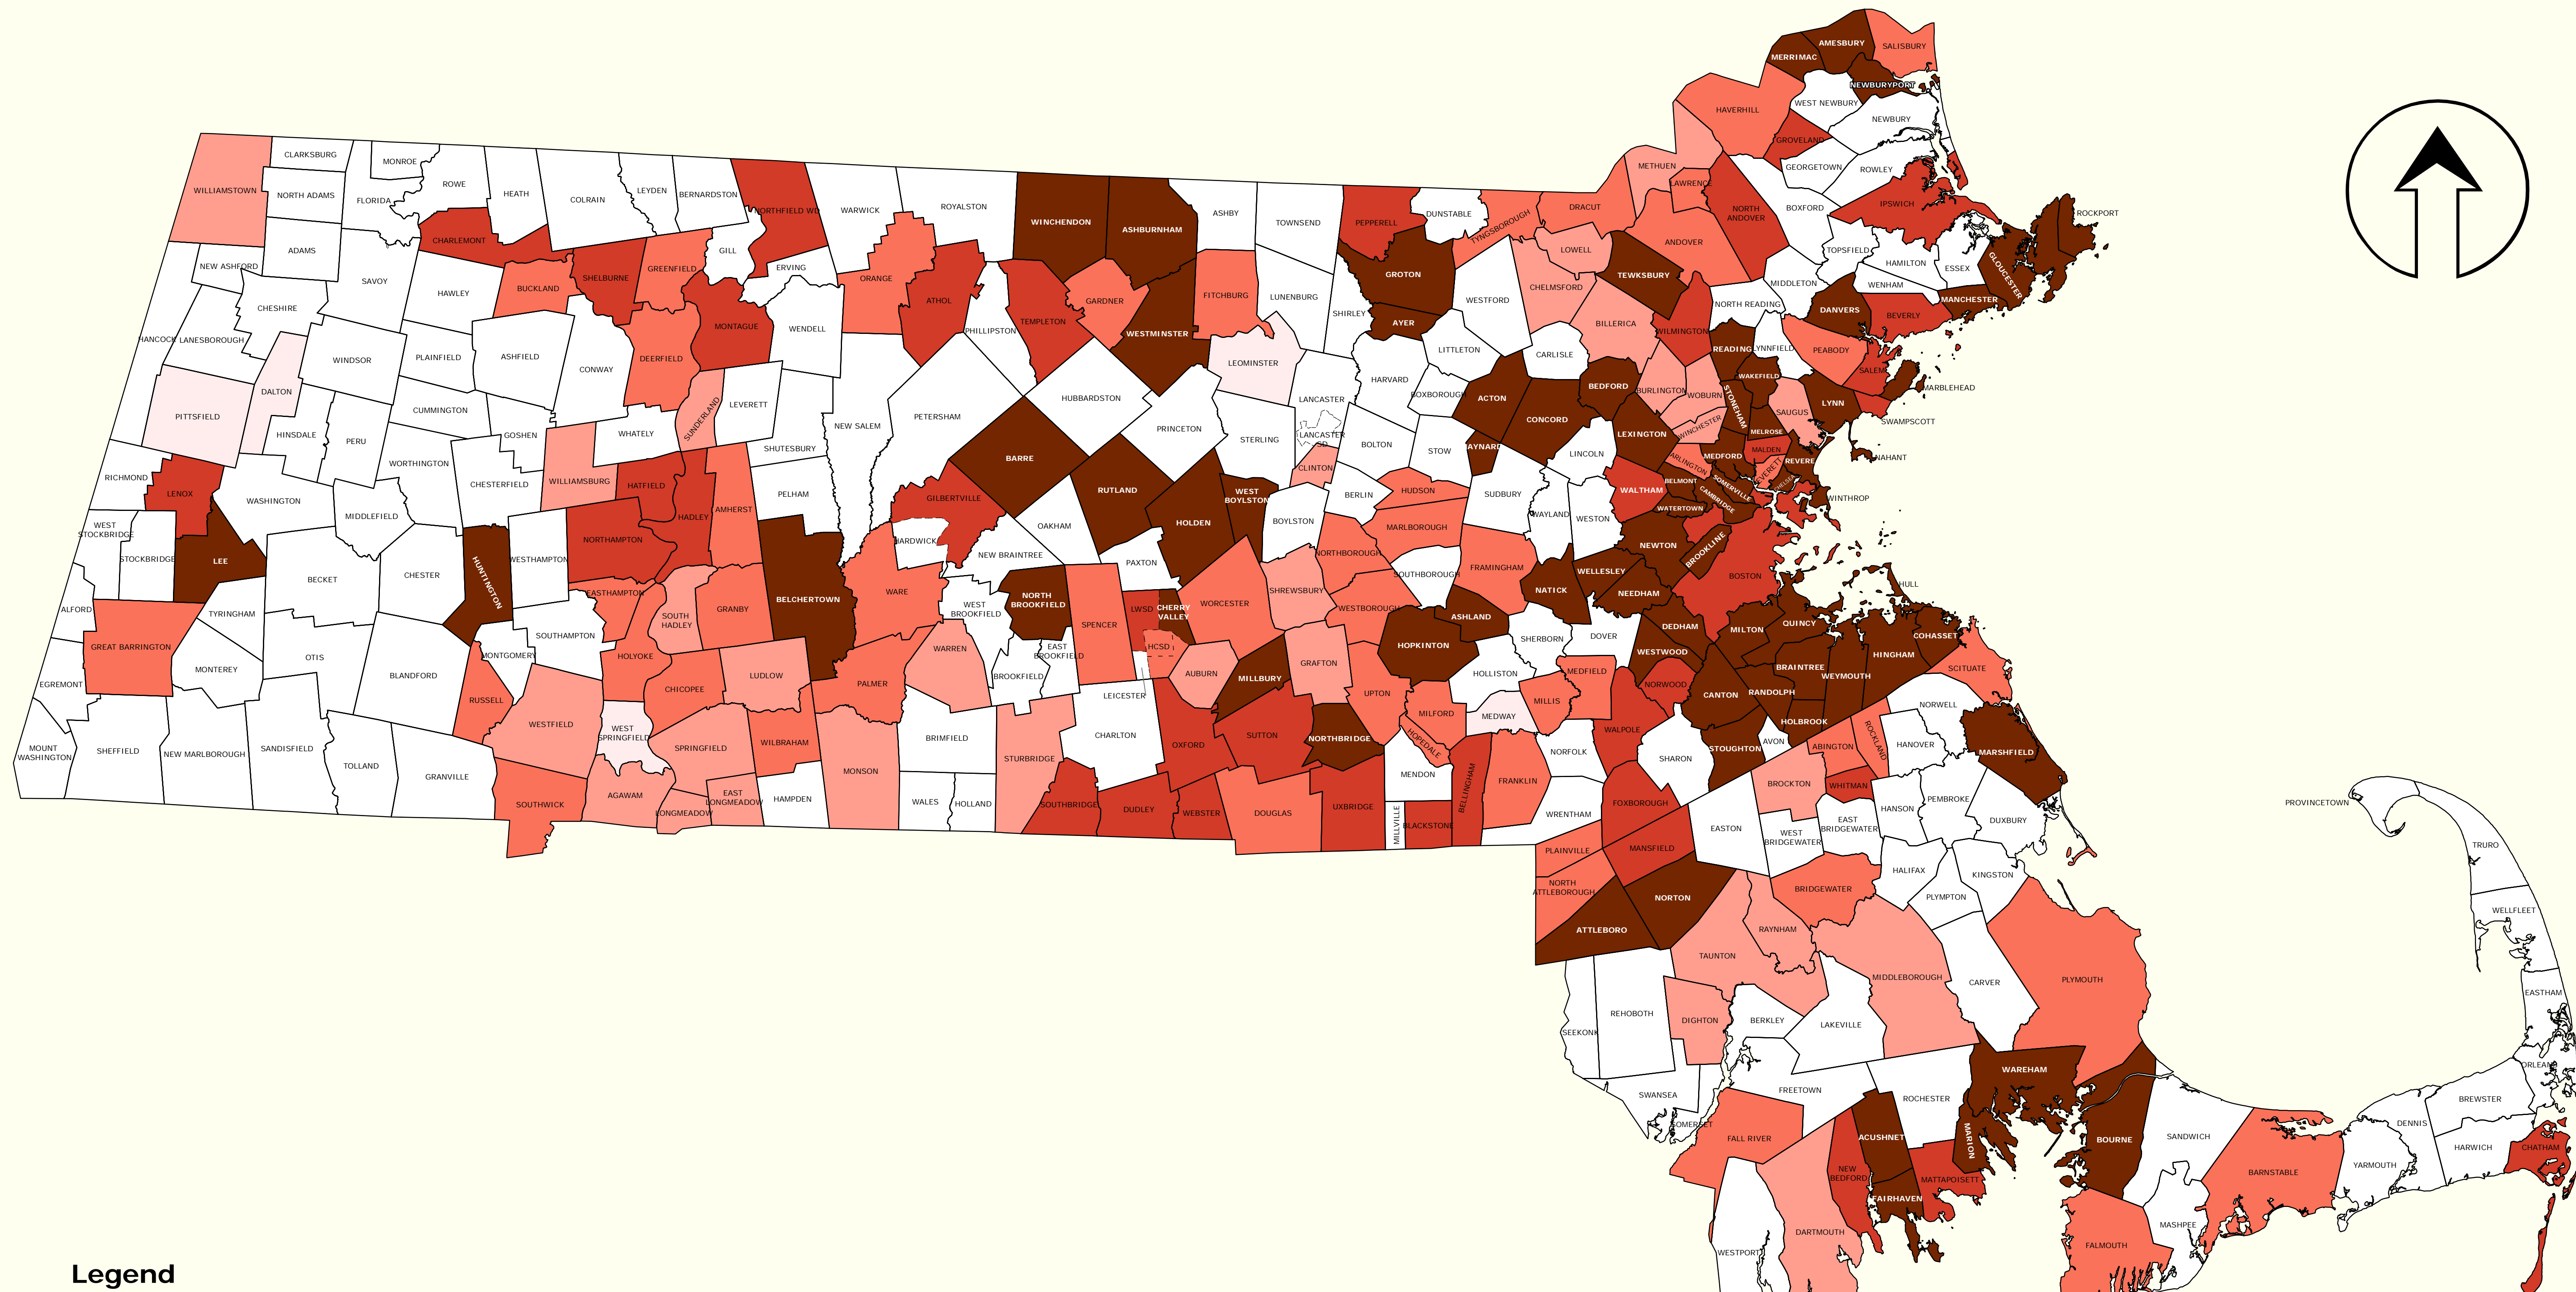 AMESBURY
SALISBURY
MERRIMAC
NEWBURYPORT
WEST NEWBURY
HAVERHILL
NEWBURY
GROVELAND
GEORGETOWN
ROWLEY
METHUEN
LAWRENCE
IPSWICH
NORTH
ANDOVER
BOXFORD
ROCKPORT
CLARKSBURG
MONROE
WILLIAMSTOWN
NORTH ADAMS
FLORIDA
ROWE
HEATH
COLRAIN
LEYDEN
BERNARDSTON
NORTHFIELD WD
WARWICK
ROYALSTON
WINCHENDON
ASHBURNHAM
ASHBY
TOWNSEND
PEPPERELL
DUNSTABLE
TYNGSBOROUGH
DRACUT
ANDOVER
TOPSFIELD
HAMILTON
ESSEX
GLOUCESTER
ADAMS
CHARLEMONT
GILL
LOWELL
NEW ASHFORD
SAVOY
HAWLEY
BUCKLAND
SHELBURNE
GREENFIELD
ERVING
ORANGE
ATHOL
GARDNER
FITCHBURG
LUNENBURG
GROTON
WESTFORD
CHELMSFORD
TEWKSBURY
MIDDLETON
WENHAM
MANCHESTER
CHESHIRE
NORTH READING
DANVERS
BEVERLY
HANCOCK
LANESBOROUGH
WINDSOR
PLAINFIELD
ASHFIELD
CONWAY
DEERFIELD
MONTAGUE
WENDELL
PHILLIPSTON
TEMPLETON
WESTMINSTER
LEOMINSTER
SHIRLEY
AYER
LITTLETON
CARLISLE
BILLERICA
WILMINGTON
READING
LYNNFIELD
PEABODY
SALEM
MARBLEHEAD
PITTSFIELD
DALTON
HINSDALE
PERU
CUMMINGTON
GOSHEN
WHATELY
SUNDERLAND
LEVERETT
SHUTESBURY
NEW SALEM
PETERSHAM
HUBBARDSTON
PRINCETON
STERLING
LANCASTER
LANCASTER
SD
HARVARD
BOXBOROUGH
ACTON
CONCORD
BEDFORD
BURLINGTON
WOBURN
WAKEFIELD
STONEHAM
SAUGUS
LYNN
SWAMPSCOTT
NAHANT
RICHMOND
LENOX
WASHINGTON
MIDDLEFIELD
WORTHINGTON
CHESTERFIELD
WILLIAMSBURG
HATFIELD
HADLEY
AMHERST
PELHAM
GILBERTVILLE
BARRE
RUTLAND
HOLDEN
WEST
BOYLSTON
CLINTON
BOLTON
STOW
LINCOLN
LEXINGTON
WINCHESTER
MELROSE
MALDEN
MEDFORD
ARLINGTON
EVERETT
REVERE
CHELSEA
WINTHROP
BERLIN
HUDSON
SUDBURY
WAYLAND
WESTON
WALTHAM
BELMONT
SOMERVILLE
CAMBRIDGE
WATERTOWN
WEST
STOCKBRIDGE
STOCKBRIDGE
LEE
BECKET
CHESTER
HUNTINGTON
WESTHAMPTON
NORTHAMPTON
BELCHERTOWN
WARE
HARDWICK
NEW BRAINTREE
OAKHAM
PAXTON
BOYLSTON
NORTHBOROUGH
MARLBOROUGH
SOUTHBOROUGH
FRAMINGHAM
NATICK
WELLESLEY
NEWTON
BROOKLINE
BOSTON
NEEDHAM
HULL
ALFORD
TYRINGHAM
GREAT BARRINGTON
MONTEREY
OTIS
BLANDFORD
MONTGOMERY
SOUTHAMPTON
EASTHAMPTON
SOUTH
HADLEY
GRANBY
HOLYOKE
WARREN
WEST
BROOKFIELD
NORTH
BROOKFIELD
EAST
BROOKFIELD
BROOKFIELD
SPENCER
LWSD
CHERRY
VALLEY
HCSD
WORCESTER
SHREWSBURY
WESTBOROUGH
HOPKINTON
ASHLAND
SHERBORN
DOVER
DEDHAM
MILTON
QUINCY
COHASSET
HINGHAM
WESTWOOD
BRAINTREE
WEYMOUTH
SCITUATE
EGREMONT
RUSSELL
CHICOPEE
LUDLOW
PALMER
LEICESTER
AUBURN
MILLBURY
GRAFTON
UPTON
MILFORD
HOLLISTON
MEDFIELD
MILLIS
MEDWAY
NORWOOD
CANTON
RANDOLPH
HOLBROOK
NORWELL
MOUNT
WASHINGTON
SHEFFIELD
NEW MARLBOROUGH
SANDISFIELD
TOLLAND
GRANVILLE
WESTFIELD
WEST
SPRINGFIELD
SPRINGFIELD
WILBRAHAM
MONSON
BRIMFIELD
STURBRIDGE
CHARLTON
OXFORD
SUTTON
NORTHBRIDGE
HOPEDALE
MENDON
BELLINGHAM
FRANKLIN
NORFOLK
WALPOLE
SHARON
STOUGHTON
AVON
ABINGTON
ROCKLAND
HANOVER
MARSHFIELD
SOUTHWICK
AGAWAM
LONGMEADOW
EAST
LONGMEADOW
HAMPDEN
WALES
HOLLAND
SOUTHBRIDGE
DUDLEY
WEBSTER
DOUGLAS
UXBRIDGE
MILLVILLE
BLACKSTONE
WRENTHAM
FOXBOROUGH
BROCKTON
WHITMAN
HANSON
PEMBROKE
DUXBURY
EASTON
WEST
BRIDGEWATER
EAST
BRIDGEWATER
PROVINCETOWN
TRURO
PLAINVILLE
MANSFIELD
NORTH
ATTLEBOROUGH
NORTON
BRIDGEWATER
HALIFAX
PLYMPTON
KINGSTON
ATTLEBORO
RAYNHAM
TAUNTON
WELLFLEET
MIDDLEBOROUGH
CARVER
PLYMOUTH
EASTHAM
SEEKONK
REHOBOTH
DIGHTON
BERKLEY
LAKEVILLE
SWANSEA
SOMERSET
FREETOWN
ROCHESTER
WAREHAM
BREWSTER
FALL RIVER
ACUSHNET
MARION
BOURNE
SANDWICH
DENNIS
HARWICH
CHATHAM
YARMOUTH
BARNSTABLE
NEW
BEDFORD
MATTAPOISETT
FAIRHAVEN
DARTMOUTH
WESTPORT
MASHPEE
FALMOUTH
Legend